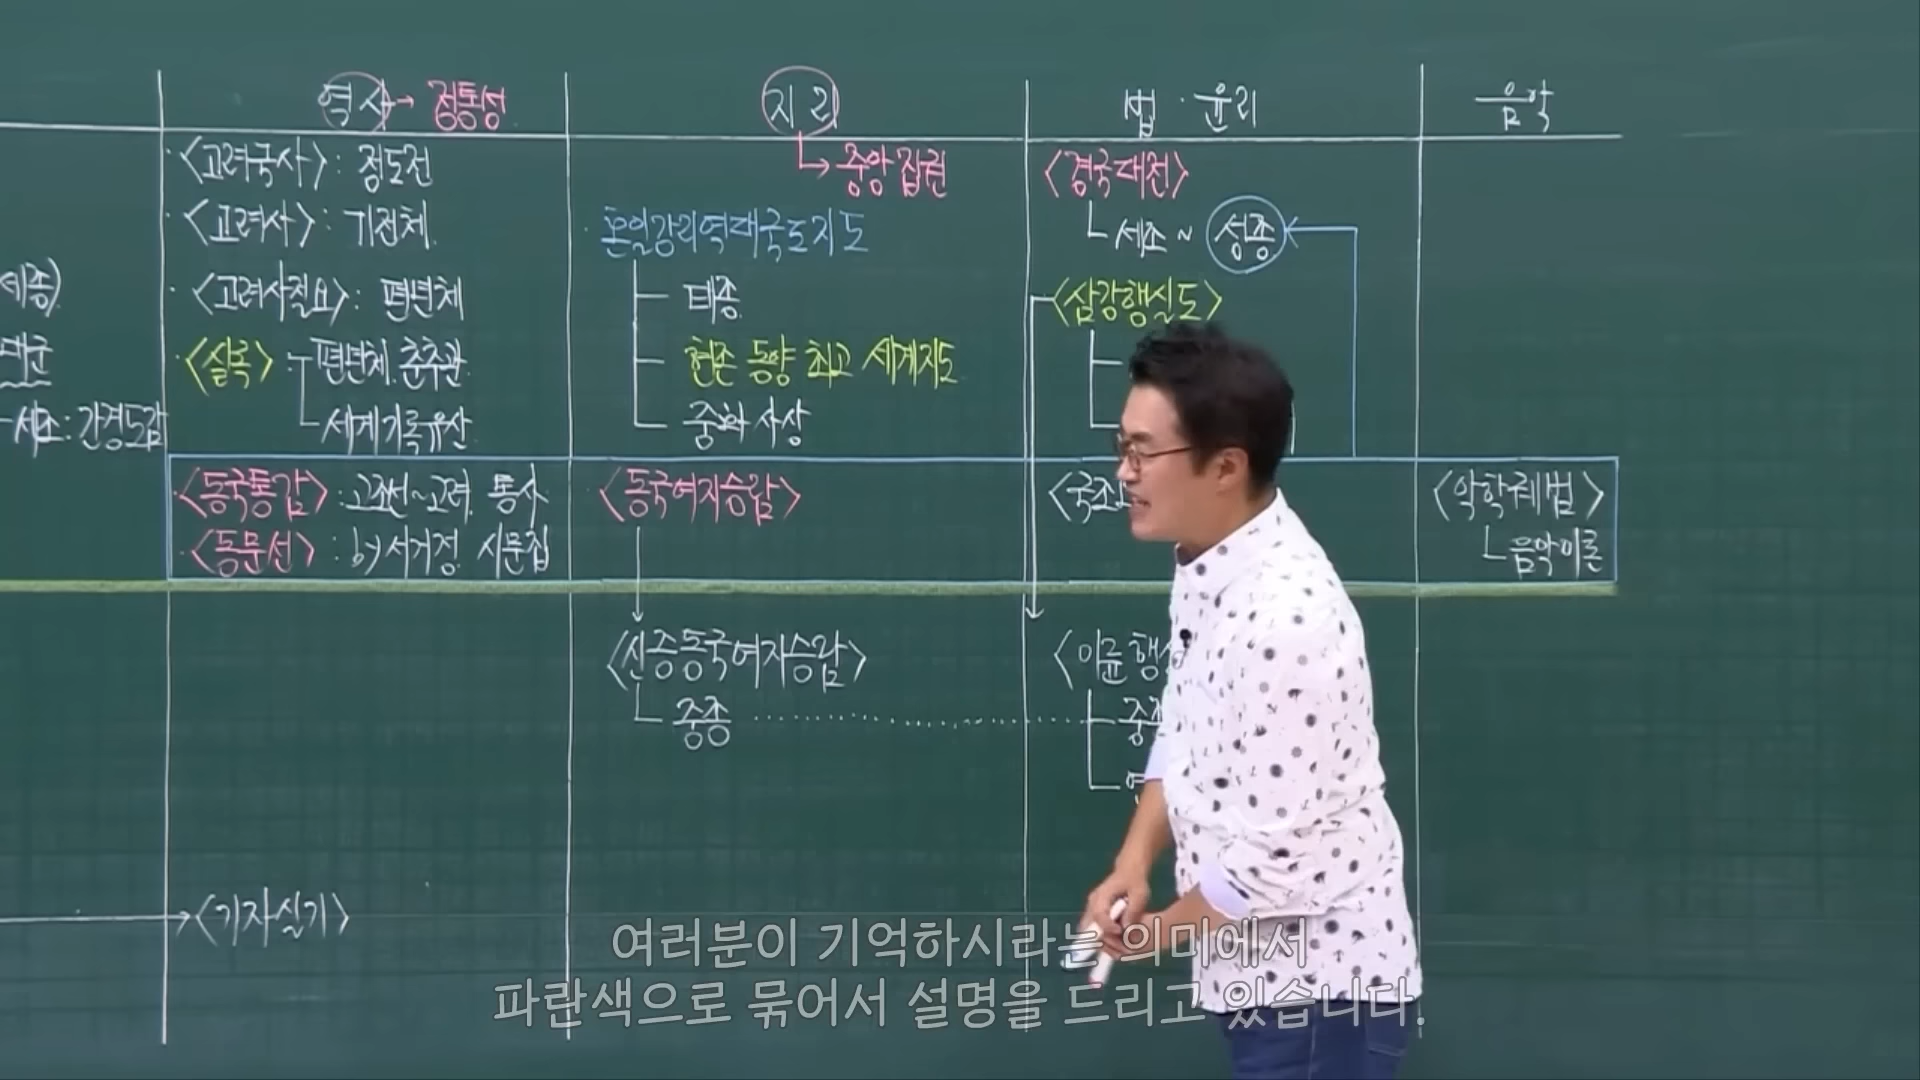 역사 → 정통성
<고려국사> : 정도전
<고려사> : 기전체
<고려사절요> : 편년체
<실록> : 편년체. 춘추관
세계기록유산
<동국통감> : 고조선~고려. 통사
<동문선> : by 서거정. 시문집
<기자실기>
세종)
대군
세조 : 간경도감
지리
→ 중앙집권
혼일강리역대국도지도
태종
현존 동양 최고 세계지도
중화사상
<동국여지승람>
<신증동국여지승람>
중종
법 · 윤리
<경국대전>
세조 ~ 성종
<삼강행실도>
<국조
<이륜행
중
연
음악
<악학궤범>
음악이론
여러분이 기억하시라는 의미에서
파란색으로 묶어서 설명을 드리고 있습니다.